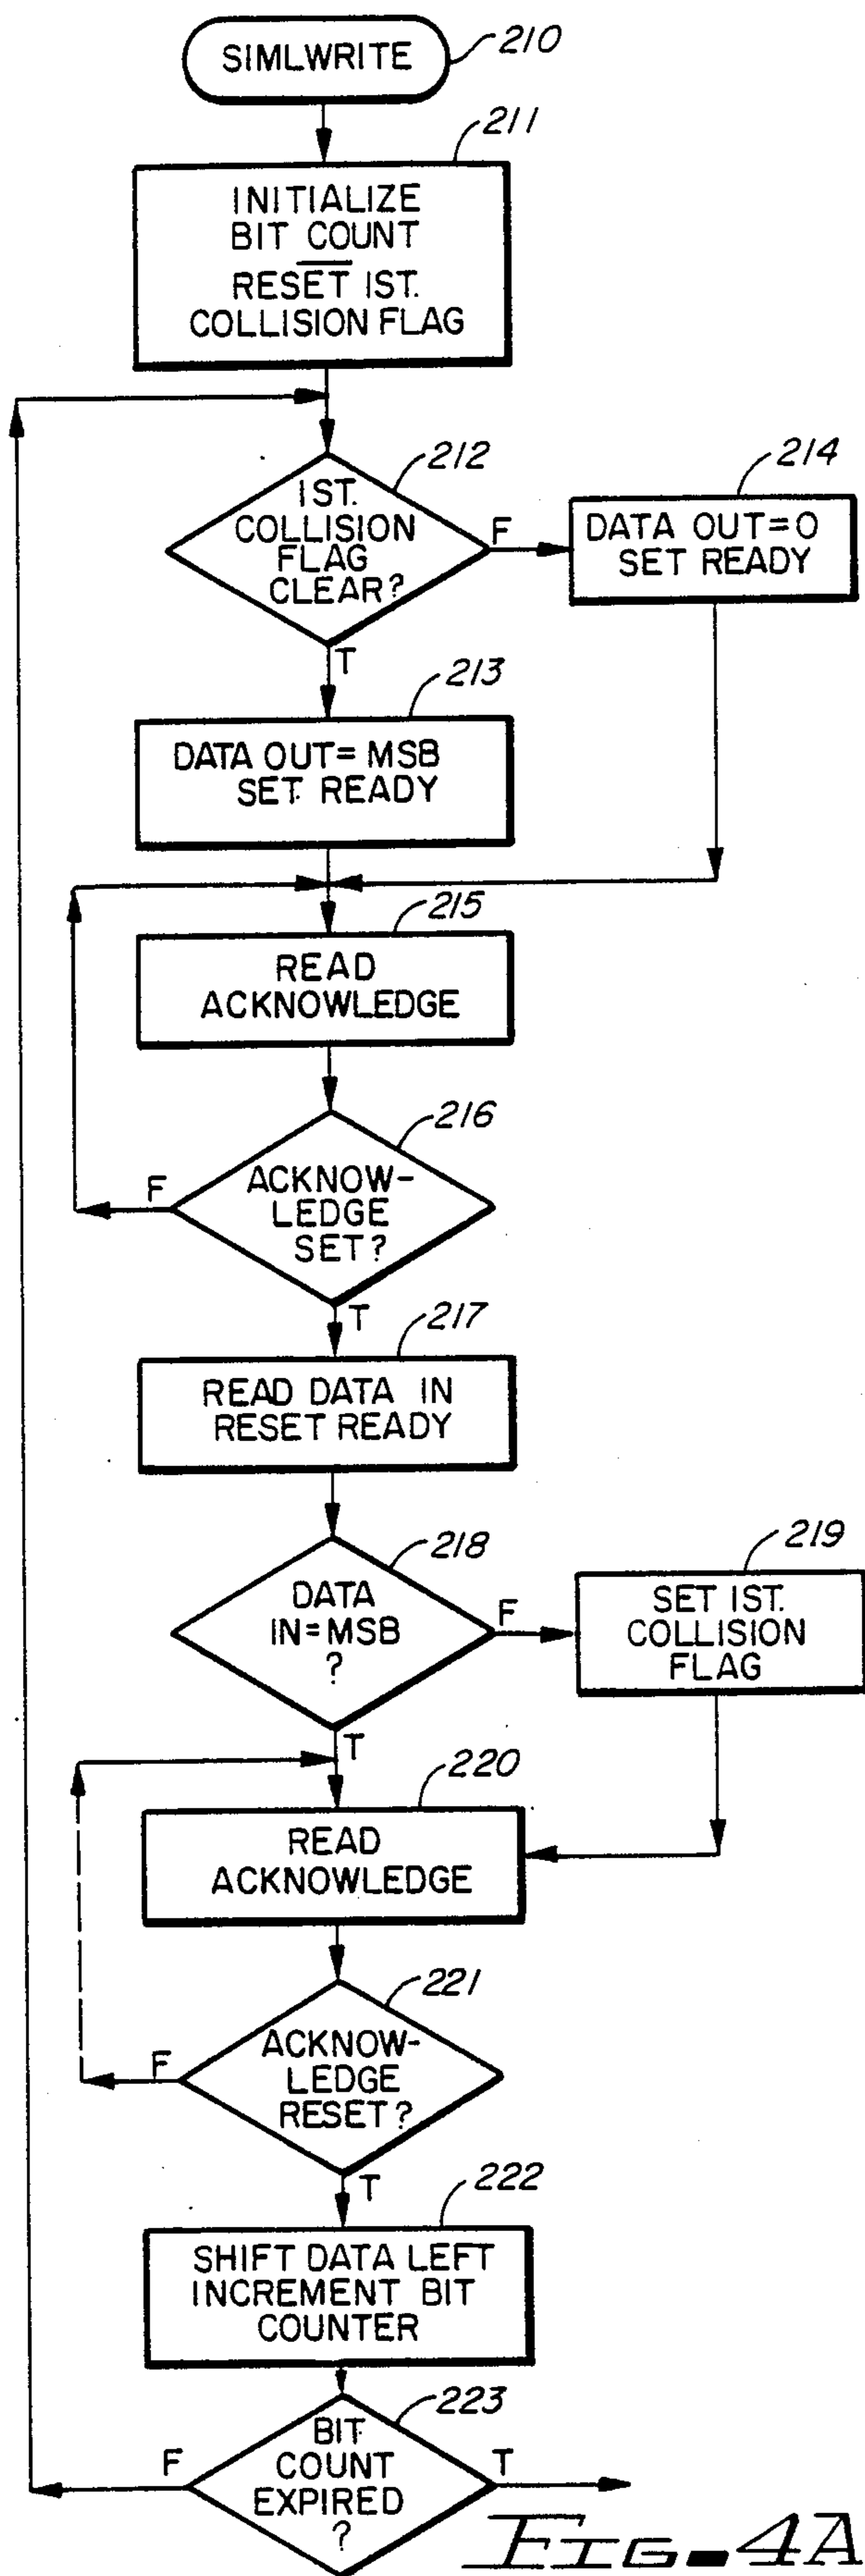 SIMLWRITE
210
211
INITIALIZE
BIT COUNT
RESET IST.
COLLISION FLAG
212
IST.
COLLISION
FLAG
CLEAR?
F
T
214
DATA OUT=0
SET READY
213
DATA OUT= MSB
SET READY
215
READ
ACKNOWLEDGE
216
ACKNOW-
LEDGE
SET?
F
T
217
READ DATA IN
RESET READY
218
DATA
IN=MSB
?
F
T
219
SET IST.
COLLISION
FLAG
220
READ
ACKNOWLEDGE
221
ACKNOW-
LEDGE
RESET?
F
T
222
SHIFT DATA LEFT
INCREMENT BIT
COUNTER
223
BIT
COUNT
EXPIRED
?
F
T
FIG-4A